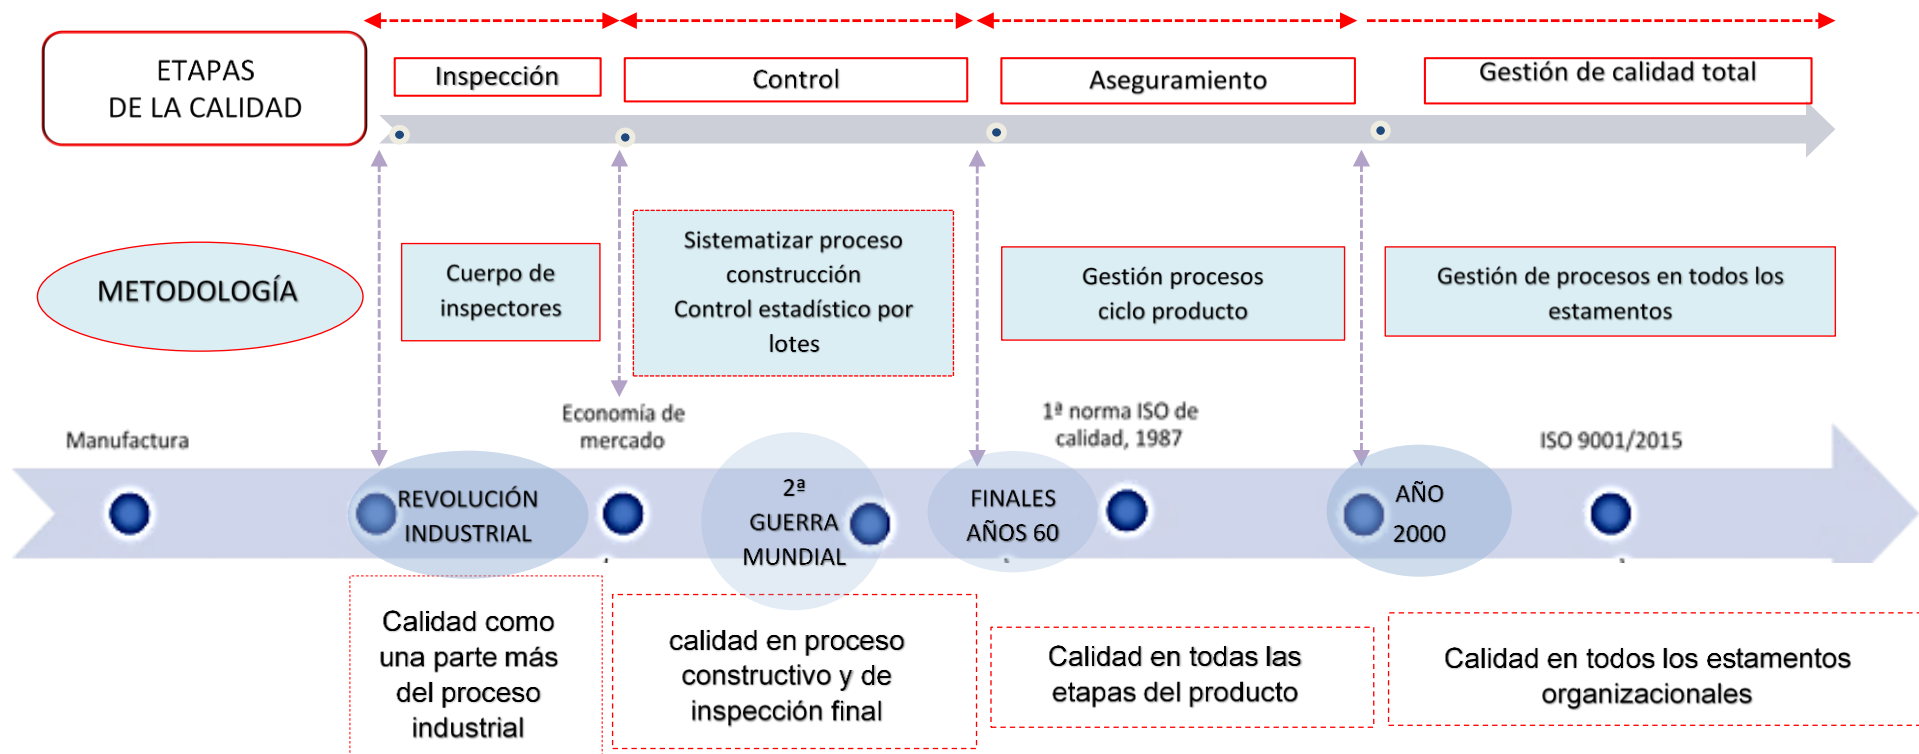 ETAPAS
DE LA CALIDAD
Inspección
Control
Aseguramiento
Gestión de calidad total
METODOLOGÍA
Cuerpo de
inspectores
Sistematizar proceso
construcción
Control estadístico por
lotes
Gestión procesos
ciclo producto
Gestión de procesos en todos los
estamentos
Manufactura
Economía de
mercado
1ª norma ISO de
calidad, 1987
ISO 9001/2015
REVOLUCIÓN
INDUSTRIAL
2ª
GUERRA
MUNDIAL
FINALES
AÑOS 60
AÑO
2000
Calidad como
una parte más
del proceso
industrial
calidad en proceso
constructivo y de
inspección final
Calidad en todas las
etapas del producto
Calidad en todos los estamentos
organizacionales